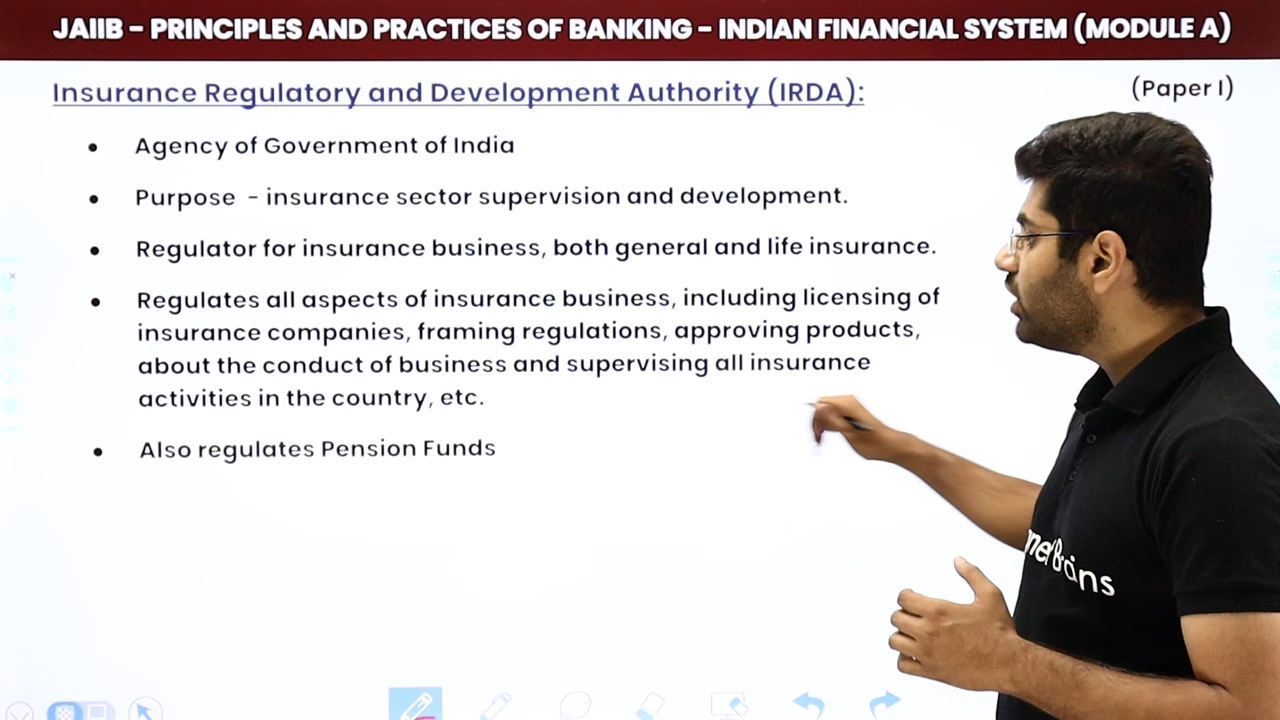 JAIIB – PRINCIPLES AND PRACTICES OF BANKING – INDIAN FINANCIAL SYSTEM (MODULE A)
Insurance Regulatory and Development Authority (IRDA):
(Paper I)
• Agency of Government of India
• Purpose - insurance sector supervision and development.
• Regulator for insurance business, both general and life insurance.
• Regulates all aspects of insurance business, including licensing of
insurance companies, framing regulations, approving products,
about the conduct of business and supervising all insurance
activities in the country, etc.
• Also regulates Pension Funds